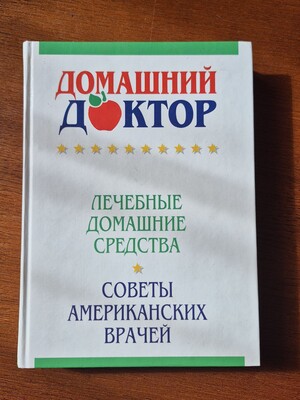 ДОМАШНИЙ
ДОКТОР
ЛЕЧЕБНЫЕ
ДОМАШНИЕ
СРЕДСТВА
СОВЕТЫ
АМЕРИКАНСКИХ
ВРАЧЕЙ